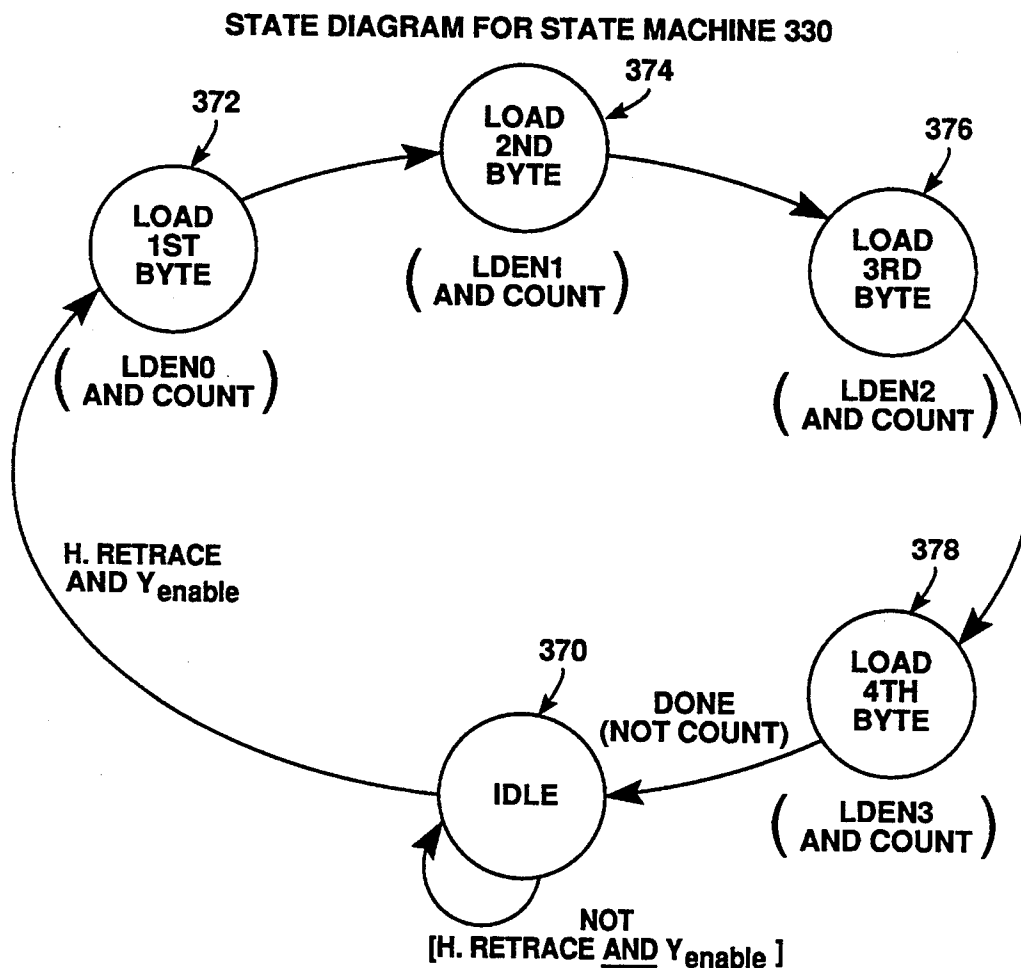 STATE DIAGRAM FOR STATE MACHINE 330
374
LOAD
2ND
BYTE
(LDEN1
AND COUNT)
372
LOAD
1ST
BYTE
(LDEN0
AND COUNT)
376
LOAD
3RD
BYTE
(LDEN2
AND COUNT)
H. RETRACE
AND Yenable
378
LOAD
4TH
BYTE
(LDEN3
AND COUNT)
DONE
(NOT COUNT)
370
IDLE
NOT
[H. RETRACE AND Yenable ]